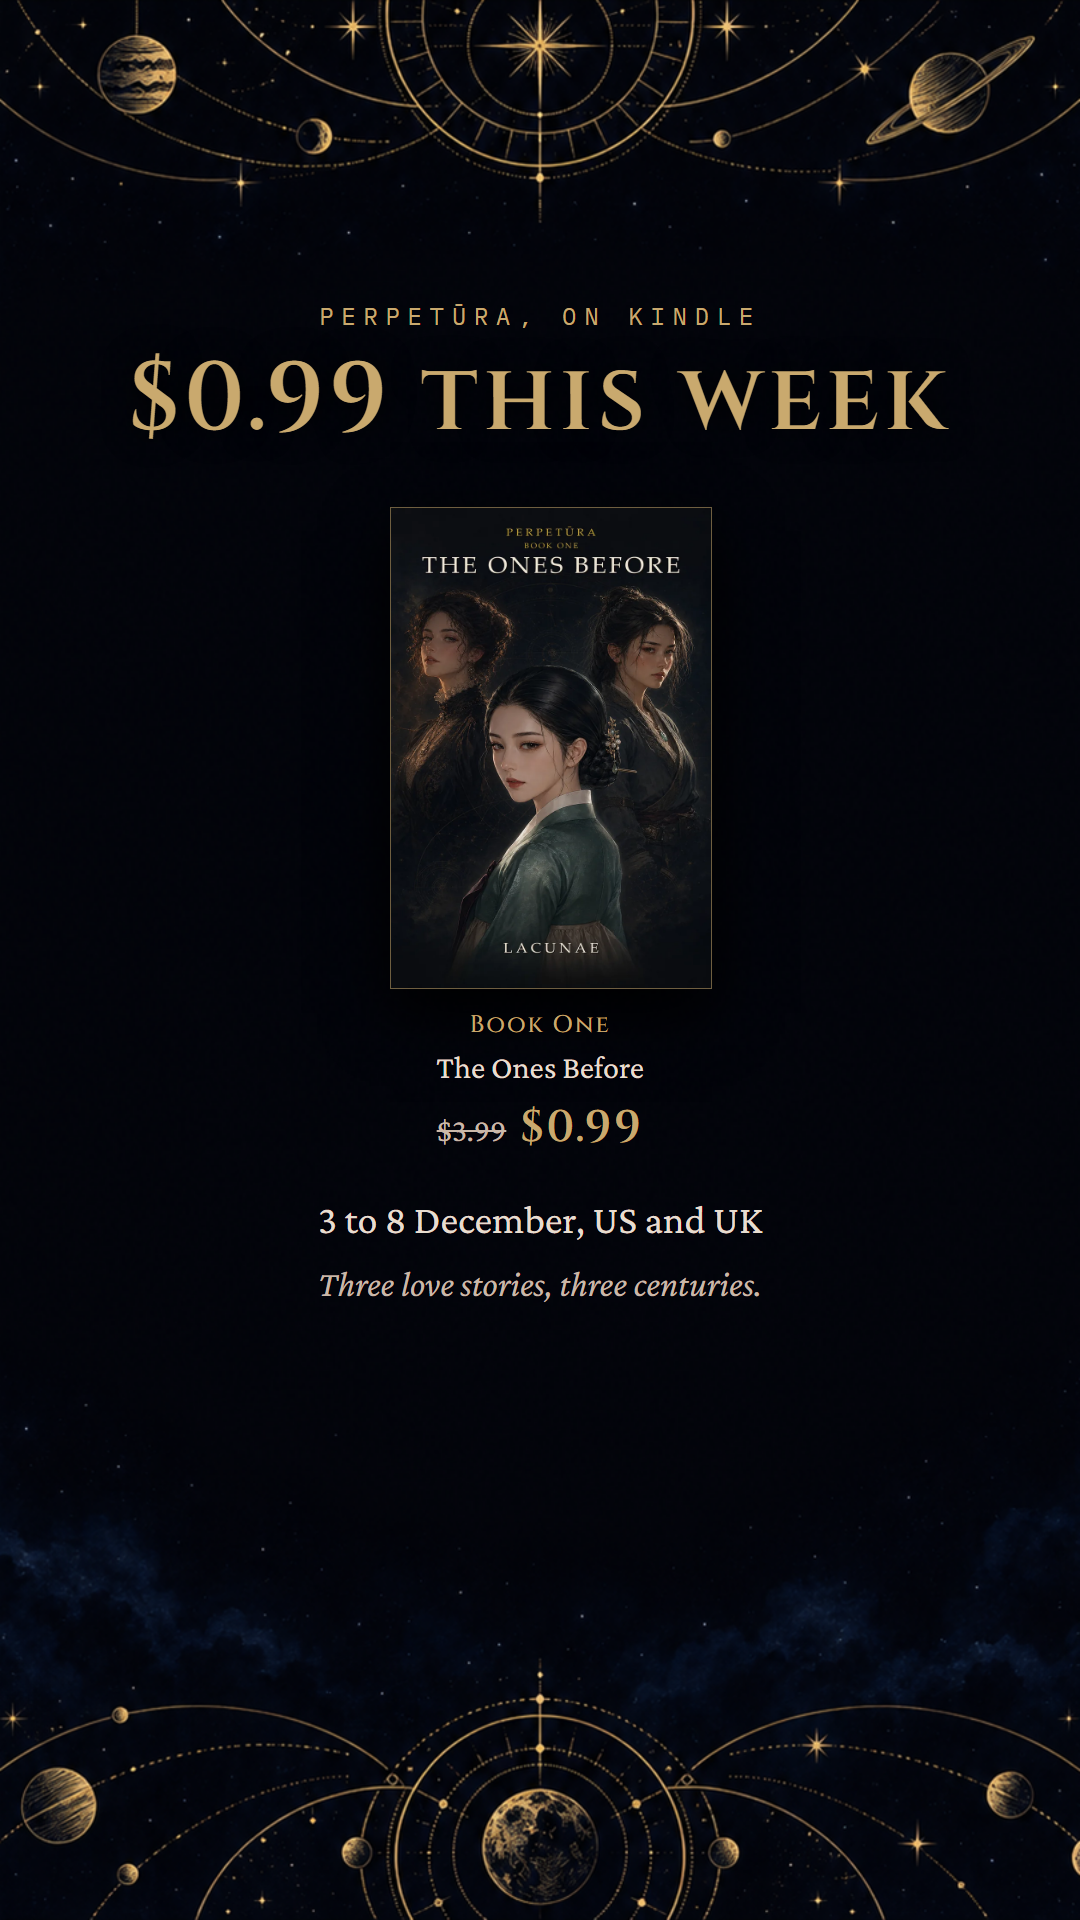 PERPETŪRA, ON KINDLE
$0.99 THIS WEEK
PERPETŪRA
BOOK ONE
THE ONES BEFORE
LACUNAE
Book One
The Ones Before
$3.99 $0.99
3 to 8 December, US and UK
Three love stories, three centuries.